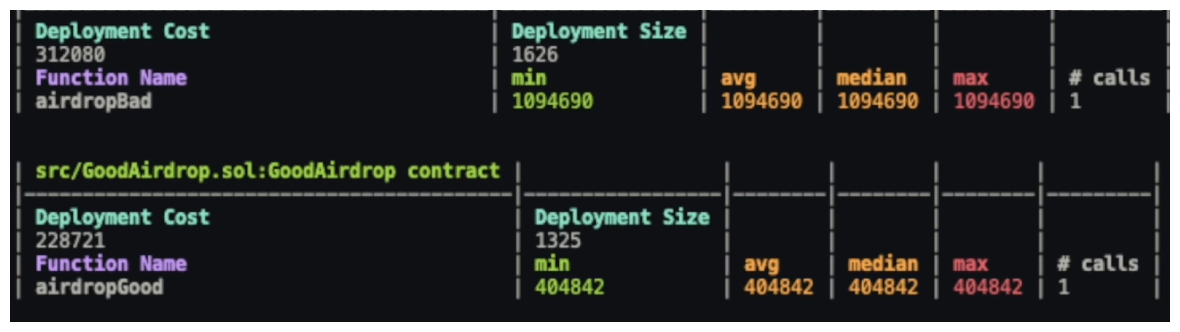 | Deployment Cost | Deployment Size | | | | |
| 312080 | 1626 | | | | |
| Function Name | min | avg | median | max | # calls |
| airdropBad | 1094690 | 1094690 | 1094690 | 1094690 | 1 |
| src/GoodAirdrop.sol:GoodAirdrop contract | | | | | |
| Deployment Cost | Deployment Size | | | | |
| 228721 | 1325 | | | | |
| Function Name | min | avg | median | max | # calls |
| airdropGood | 404842 | 404842 | 404842 | 404842 | 1 |